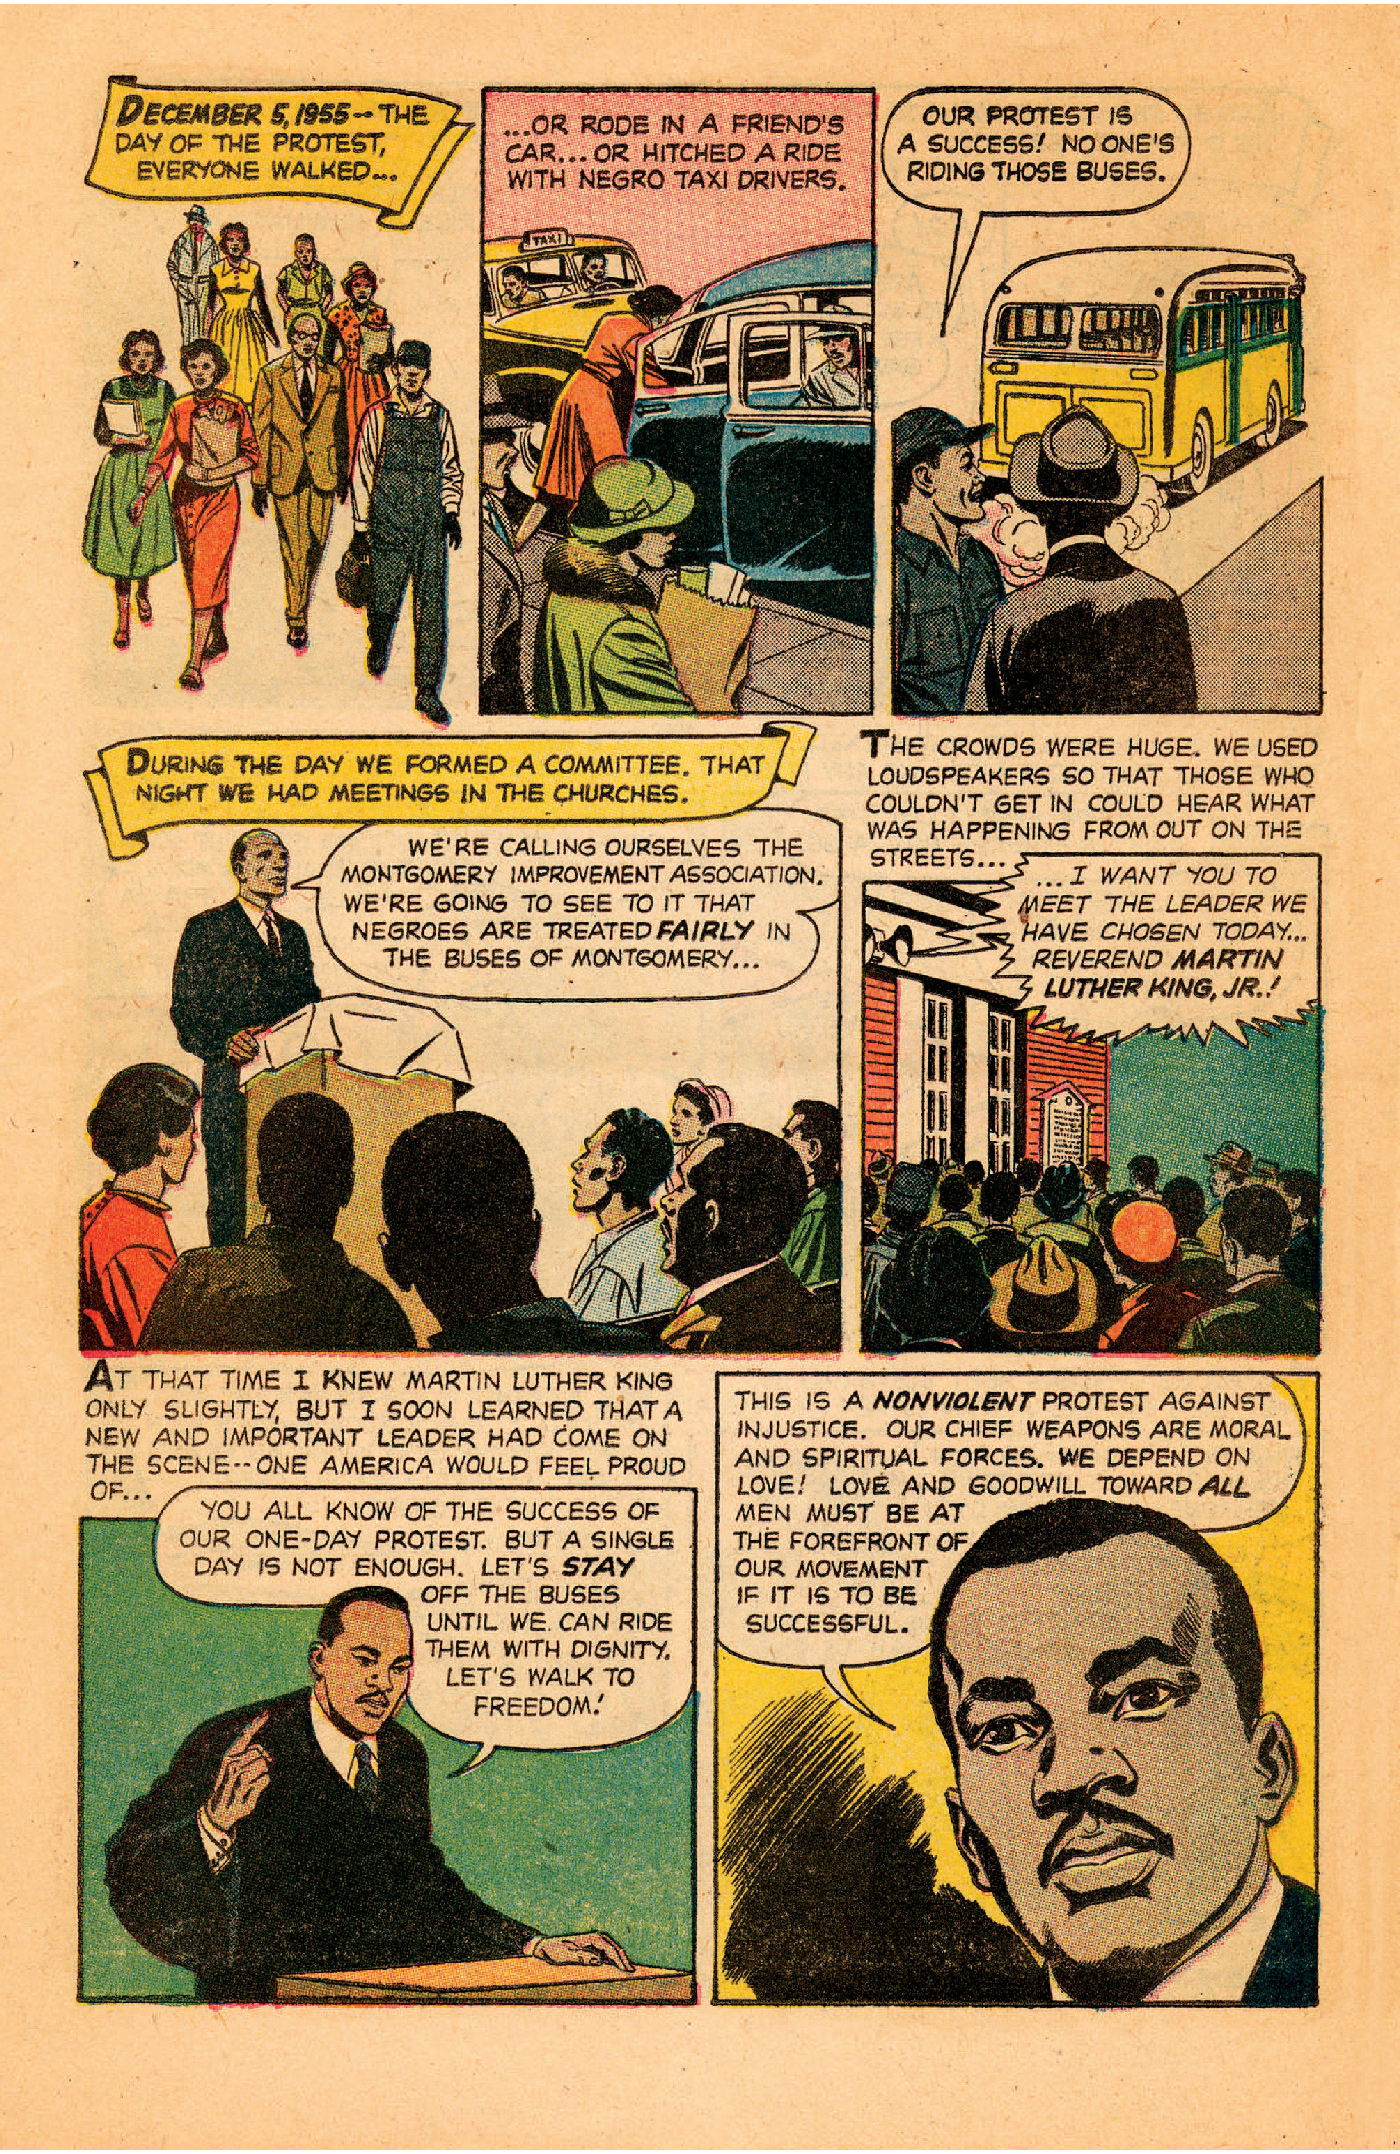 DECEMBER 5, 1955-- THE
DAY OF THE PROTEST,
EVERYONE WALKED...
...OR RODE IN A FRIEND'S
CAR... OR HITCHED A RIDE
WITH NEGRO TAXI DRIVERS.
TAXI
OUR PROTEST IS
A SUCCESS! NO ONE'S
RIDING THOSE BUSES.
DURING THE DAY WE FORMED A COMMITTEE. THAT
NIGHT WE HAD MEETINGS IN THE CHURCHES.
WE'RE CALLING OURSELVES THE
MONTGOMERY IMPROVEMENT ASSOCIATION.
WE'RE GOING TO SEE TO IT THAT
NEGROES ARE TREATED FAIRLY IN
THE BUSES OF MONTGOMERY...
THE CROWDS WERE HUGE. WE USED
LOUDSPEAKERS SO THAT THOSE WHO
COULDN'T GET IN COULD HEAR WHAT
WAS HAPPENING FROM OUT ON THE
STREETS...
...I WANT YOU TO
MEET THE LEADER WE
HAVE CHOSEN TODAY...
REVEREND MARTIN
LUTHER KING, JR.!
AT THAT TIME I KNEW MARTIN LUTHER KING
ONLY SLIGHTLY, BUT I SOON LEARNED THAT A
NEW AND IMPORTANT LEADER HAD COME ON
THE SCENE--ONE AMERICA WOULD FEEL PROUD
OF...
YOU ALL KNOW OF THE SUCCESS OF
OUR ONE-DAY PROTEST. BUT A SINGLE
DAY IS NOT ENOUGH. LET'S STAY
OFF THE BUSES
UNTIL WE CAN RIDE
THEM WITH DIGNITY.
LET'S WALK TO
FREEDOM!
THIS IS A NONVIOLENT PROTEST AGAINST
INJUSTICE. OUR CHIEF WEAPONS ARE MORAL
AND SPIRITUAL FORCES. WE DEPEND ON
LOVE! LOVE AND GOODWILL TOWARD ALL
MEN MUST BE AT
THE FOREFRONT OF
OUR MOVEMENT
IF IT IS TO BE
SUCCESSFUL.